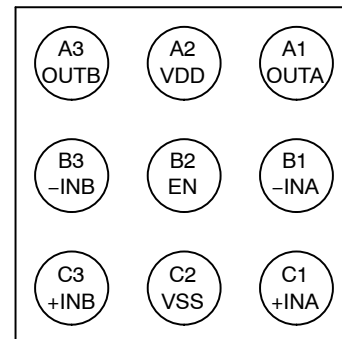 A3
OUTB
A2
VDD
A1
OUTA
B3
−INB
B2
EN
B1
−INA
C3
+INB
C2
VSS
C1
+INA